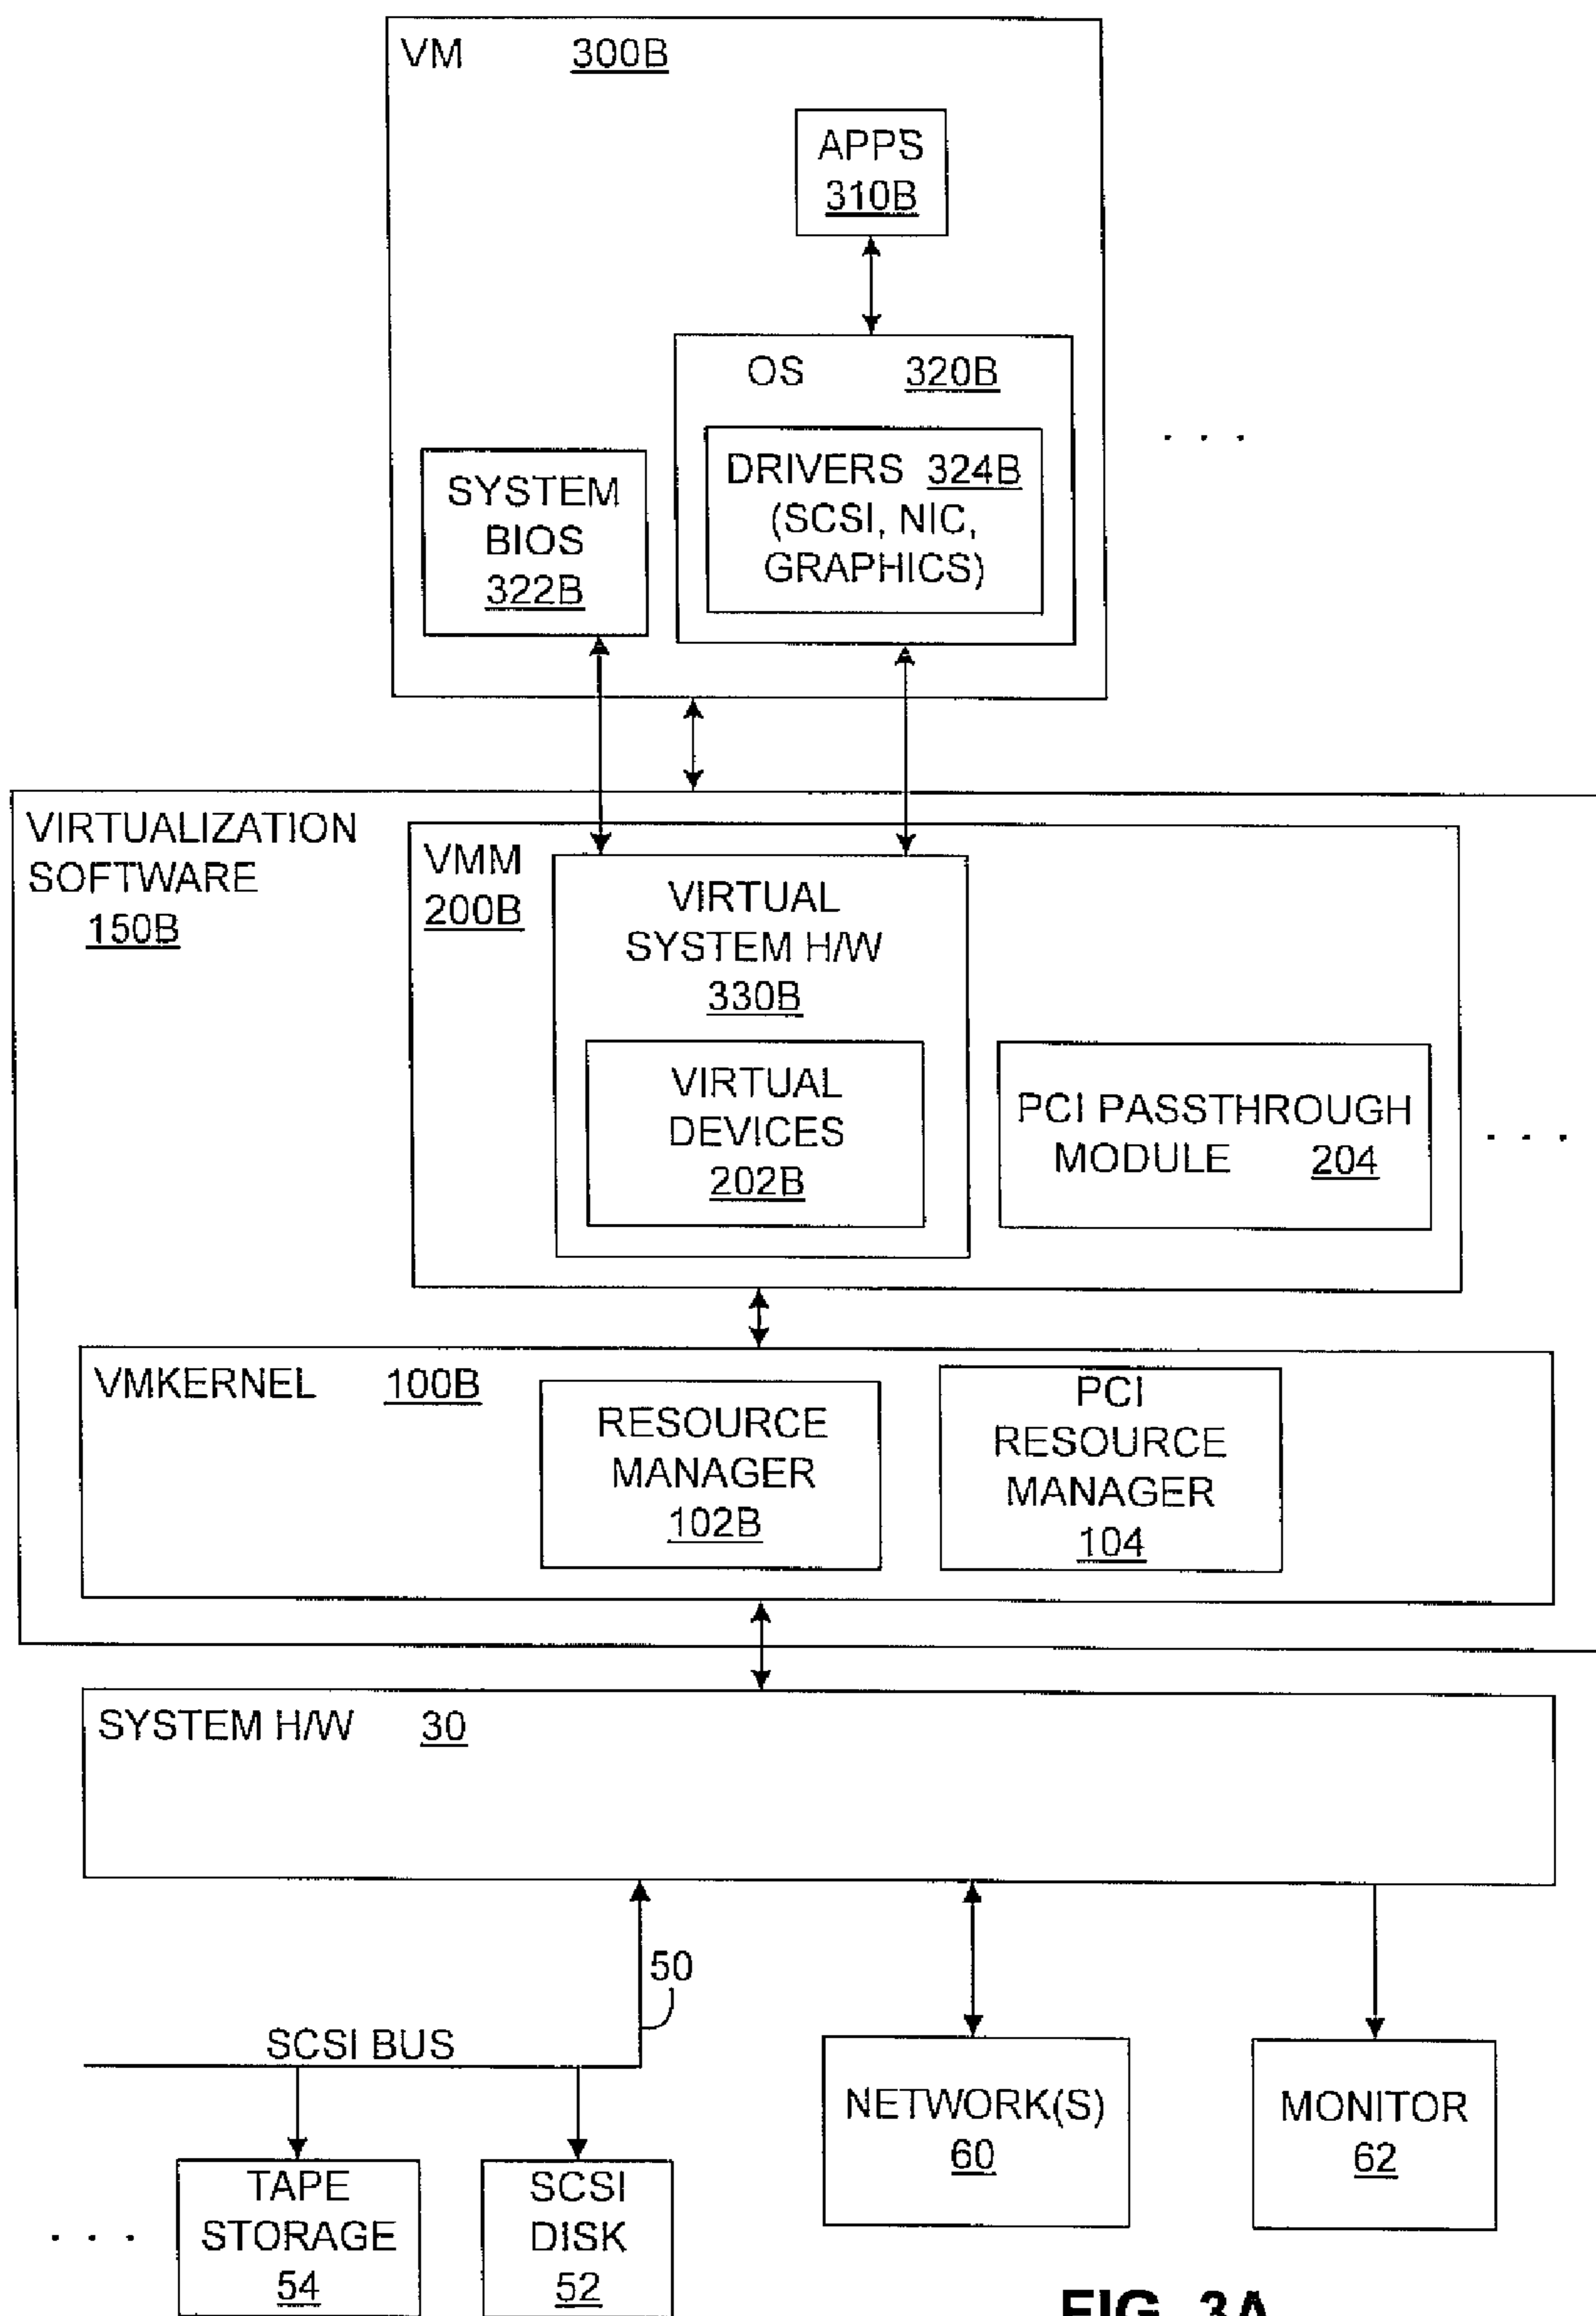 VM 300B
APPS
310B
OS 320B
DRIVERS 324B
(SCSI, NIC,
GRAPHICS)
SYSTEM
BIOS
322B
. . .
VIRTUALIZATION
SOFTWARE
150B
VMM
200B
VIRTUAL
SYSTEM H/W
330B
VIRTUAL
DEVICES
202B
PCI PASSTHROUGH
MODULE 204
. . .
VMKERNEL 100B
RESOURCE
MANAGER
102B
PCI
RESOURCE
MANAGER
104
SYSTEM H/W 30
50
SCSI BUS
NETWORK(S)
60
MONITOR
62
. . .
TAPE
STORAGE
54
SCSI
DISK
52
FIG. 3A